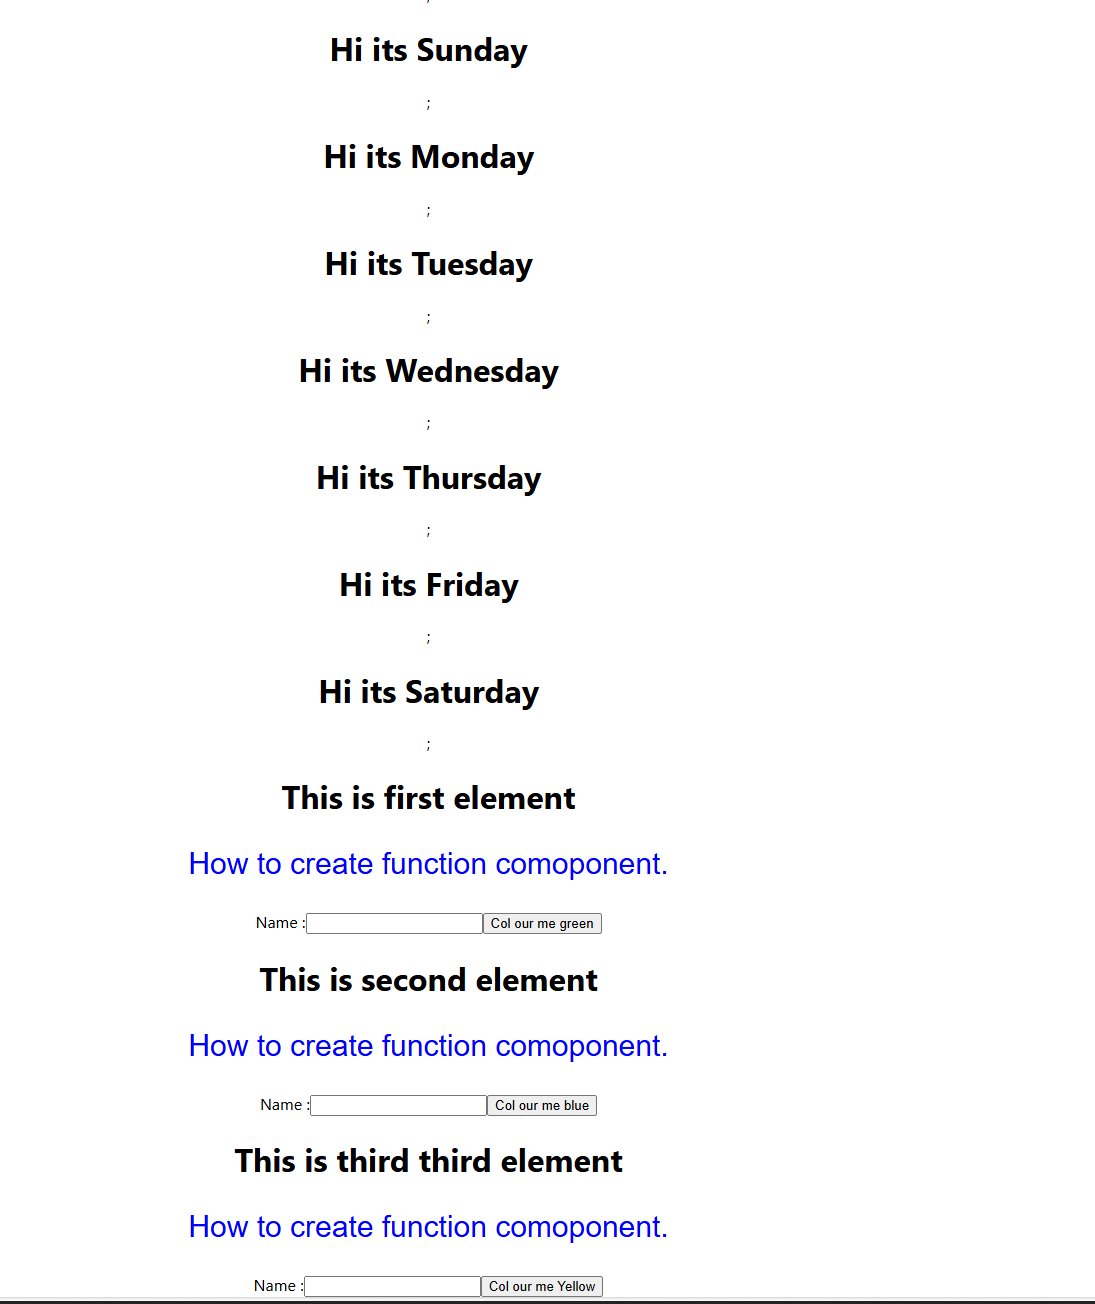 Hi its Sunday
;
Hi its Monday
;
Hi its Tuesday
;
Hi its Wednesday
;
Hi its Thursday
;
Hi its Friday
;
Hi its Saturday
;
This is first element
How to create function comoponent.
Name : Col our me green
This is second element
How to create function comoponent.
Name : Col our me blue
This is third third element
How to create function comoponent.
Name : Col our me Yellow